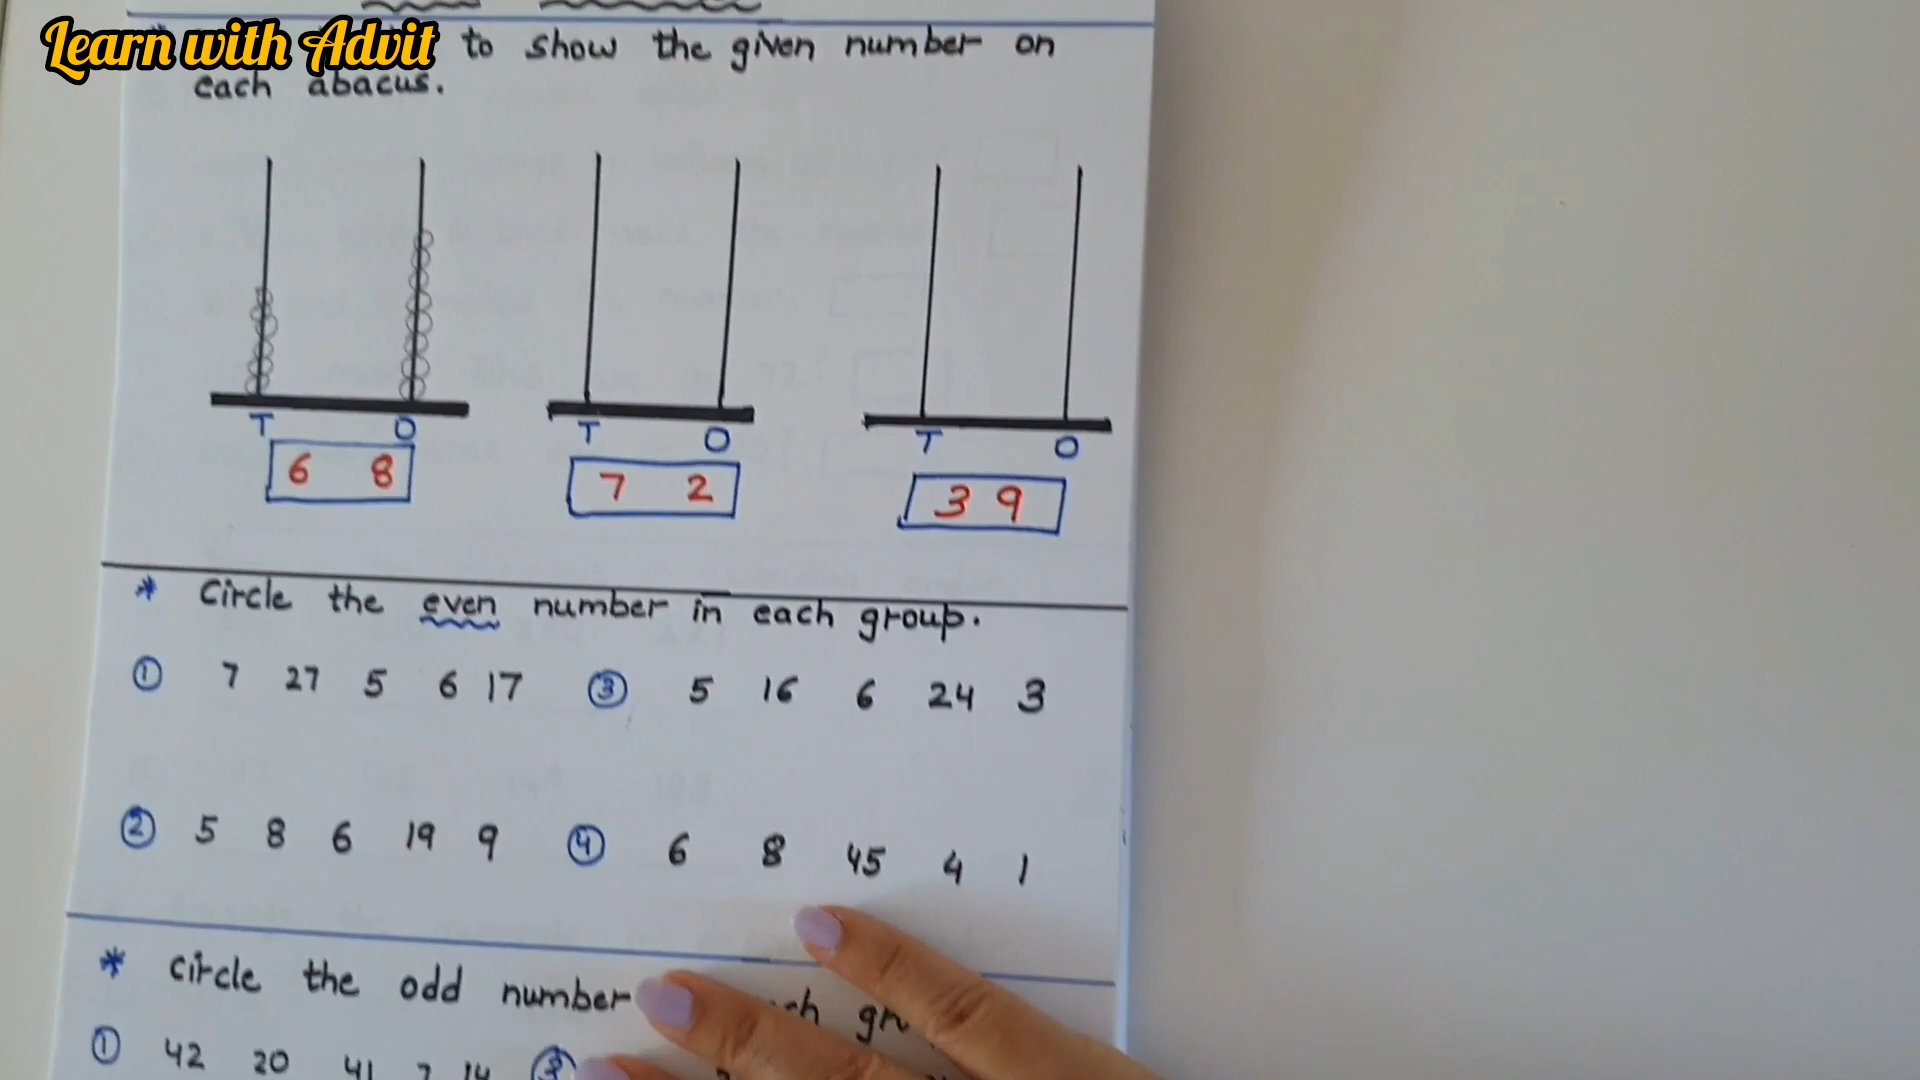 Learn with Advit
to show the given number on
each abacus.
T O T O T O
6 8 7 2 3 9
* Circle the even number in each group.
① 7 27 5 6 17 ③ 5 16 6 24 3
② 5 8 6 19 9 ④ 6 8 45 4 1
* circle the odd number
① 42 20 41 14